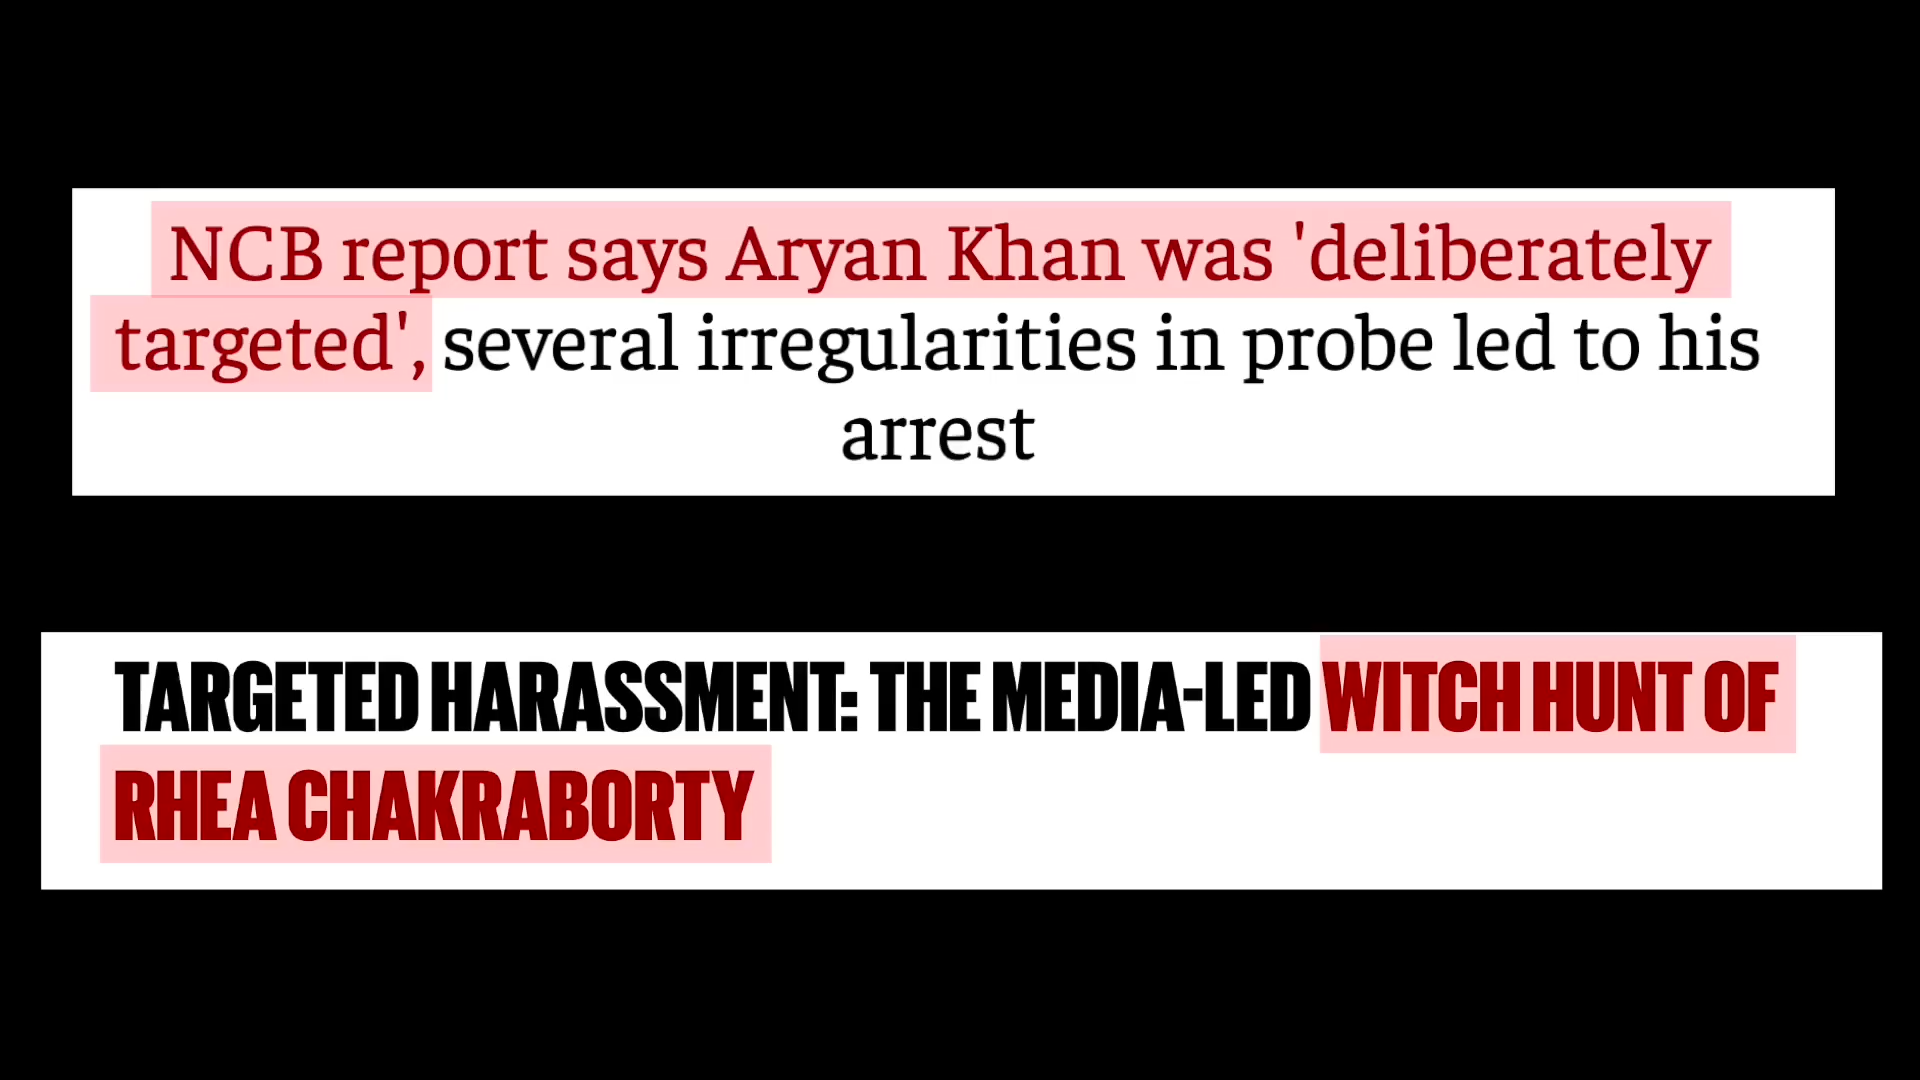 NCB report says Aryan Khan was 'deliberately
targeted', several irregularities in probe led to his
arrest
TARGETED HARASSMENT: THE MEDIA-LED WITCH HUNT OF
RHEA CHAKRABORTY